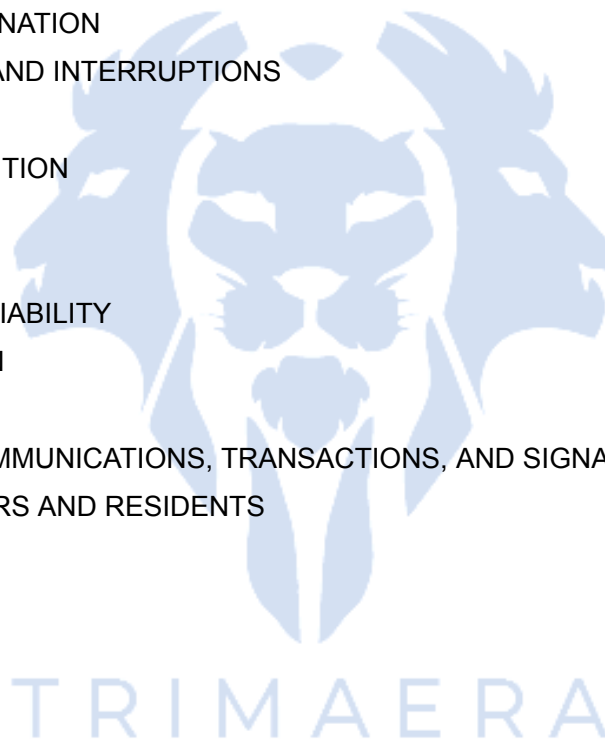 NATION
AND INTERRUPTIONS
TION
IABILITY
MMUNICATIONS, TRANSACTIONS, AND SIGNA
RS AND RESIDENTS
TRIMAERA